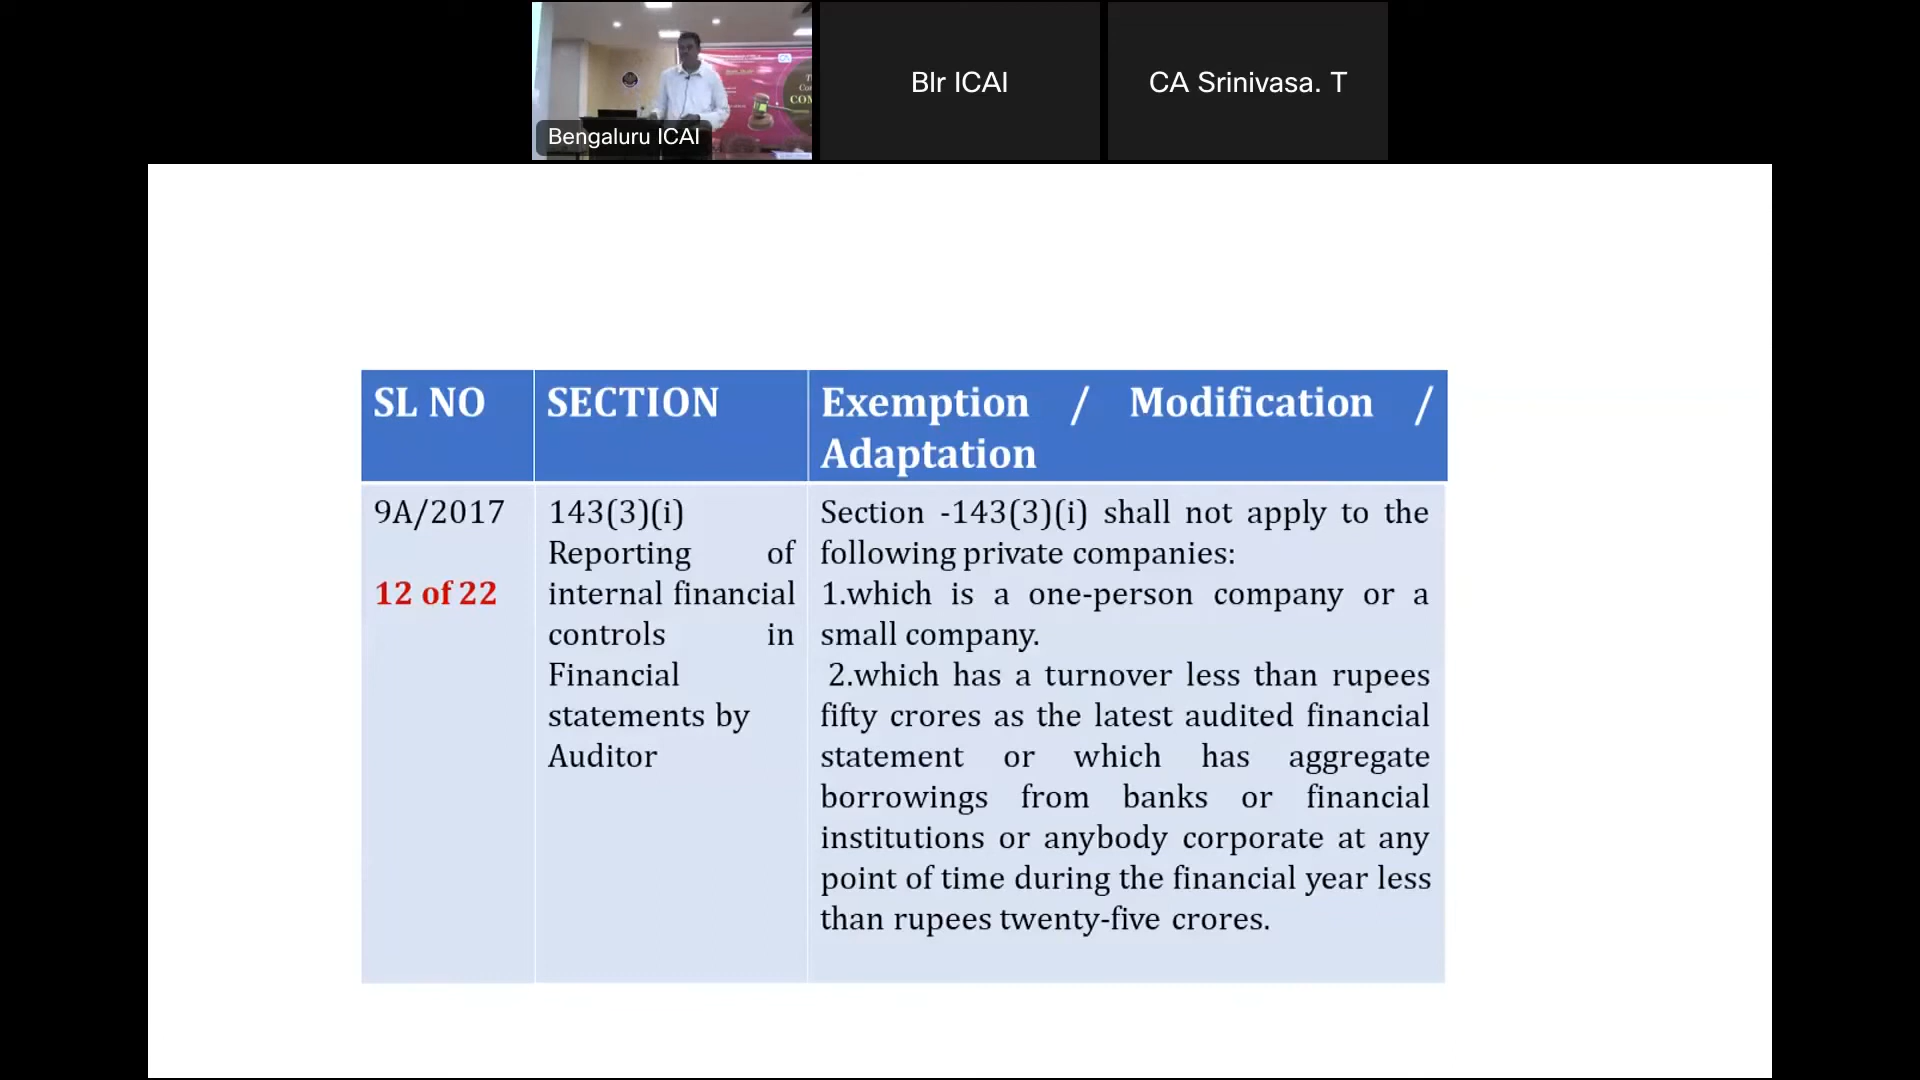 Bengaluru ICAI
Blr ICAI
CA Srinivasa. T
SL NO
SECTION
Exemption / Modification /
Adaptation
9A/2017
12 of 22
143(3)(i)
Reporting of
internal financial
controls in
Financial
statements by
Auditor
Section -143(3)(i) shall not apply to the
following private companies:
1.which is a one-person company or a
small company.
2.which has a turnover less than rupees
fifty crores as the latest audited financial
statement or which has aggregate
borrowings from banks or financial
institutions or anybody corporate at any
point of time during the financial year less
than rupees twenty-five crores.